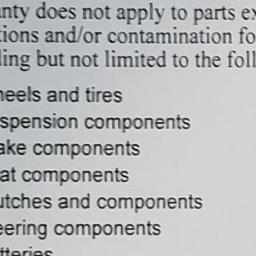 anty does not apply to parts ex
tions and/or contamination fo
ding but not limited to the foll
heels and tires
spension components
ake components
at components
utches and components
eering components
tteries